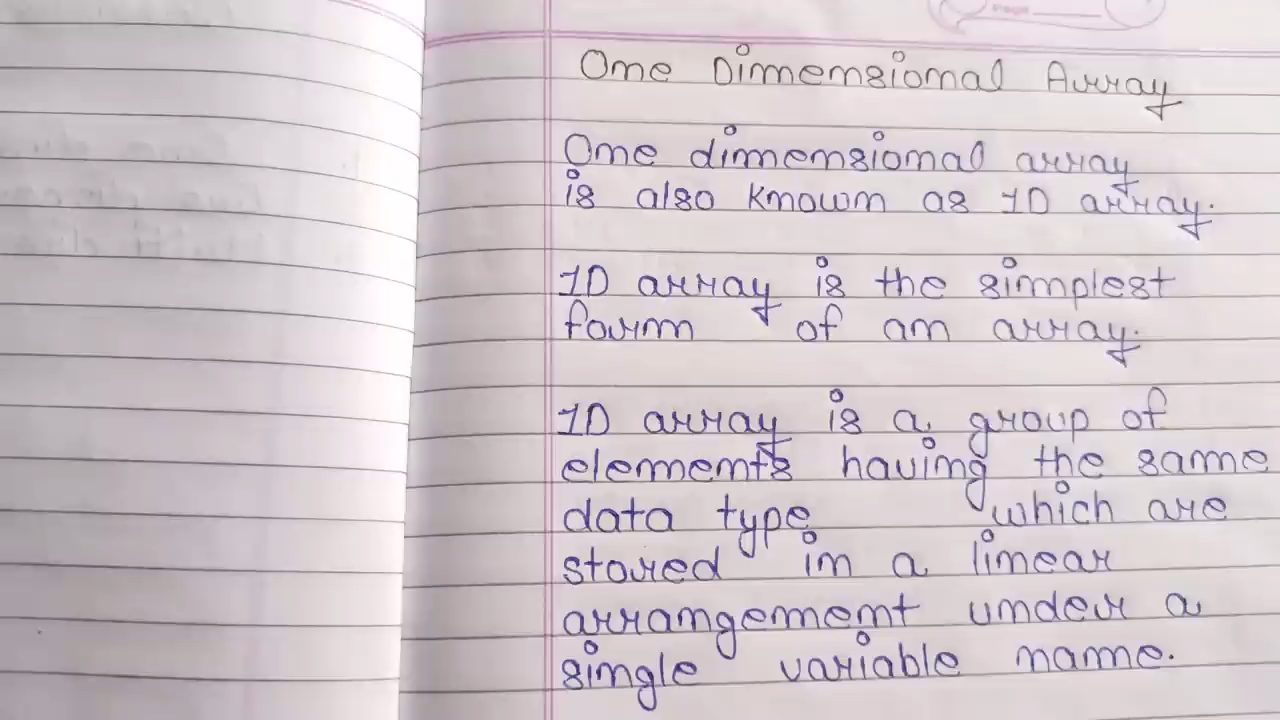 Page
One Dimensional Array
One dimensional array
is also known as 1D array.
1D array is the simplest
form of an array.
1D array is a group of
elements having the same
data type which are
stored in a linear
arrangement under a
single variable name.